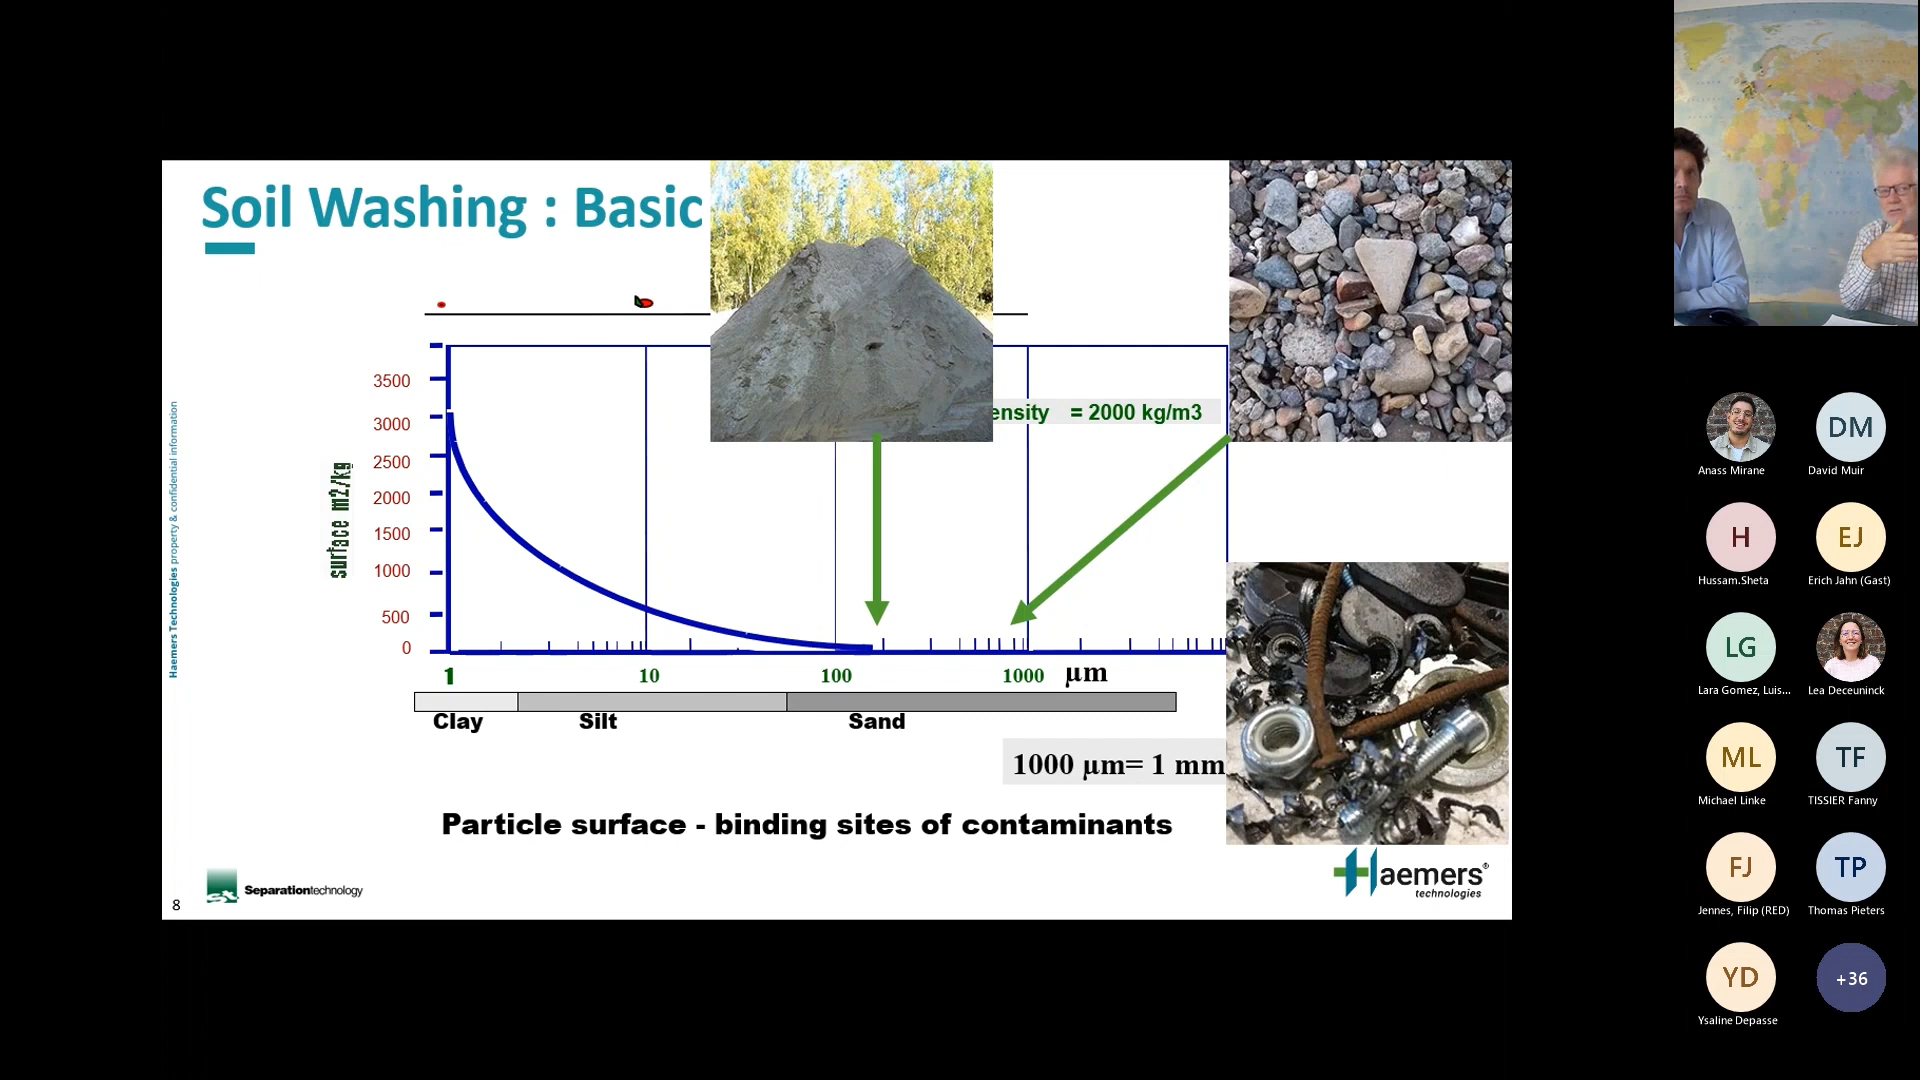 Soil Washing : Basic
Haemers Technologies property & confidential information
ensity = 2000 kg/m3
surface m2/kg
3500
3000
2500
2000
1500
1000
500
0
1 10 100 1000 µm
Clay Silt Sand
1000 µm= 1 mm
Particle surface - binding sites of contaminants
Separationtechnology
Haemers®
technologies
8
Anass Mirane
DM
David Muir
H
Hussam.Sheta
EJ
Erich Jahn (Gast)
LG
Lara Gomez, Luis...
Lea Deceuninck
ML
Michael Linke
TF
TISSIER Fanny
FJ
Jennes, Filip (RED)
TP
Thomas Pieters
YD
Ysaline Depasse
+36